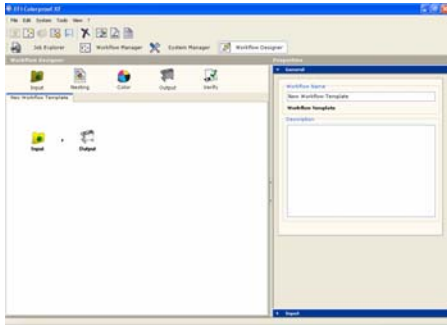 EFI Colorproof XF
File Edit System Tools View ?
Job Explorer Workflow Manager System Manager Workflow Designer
Workflow Designer
Properties
Input Nesting Color Output Verify
General
New Workflow Template
Workflow Name
New Workflow Template
Workflow Template
Description
Input Output
Input